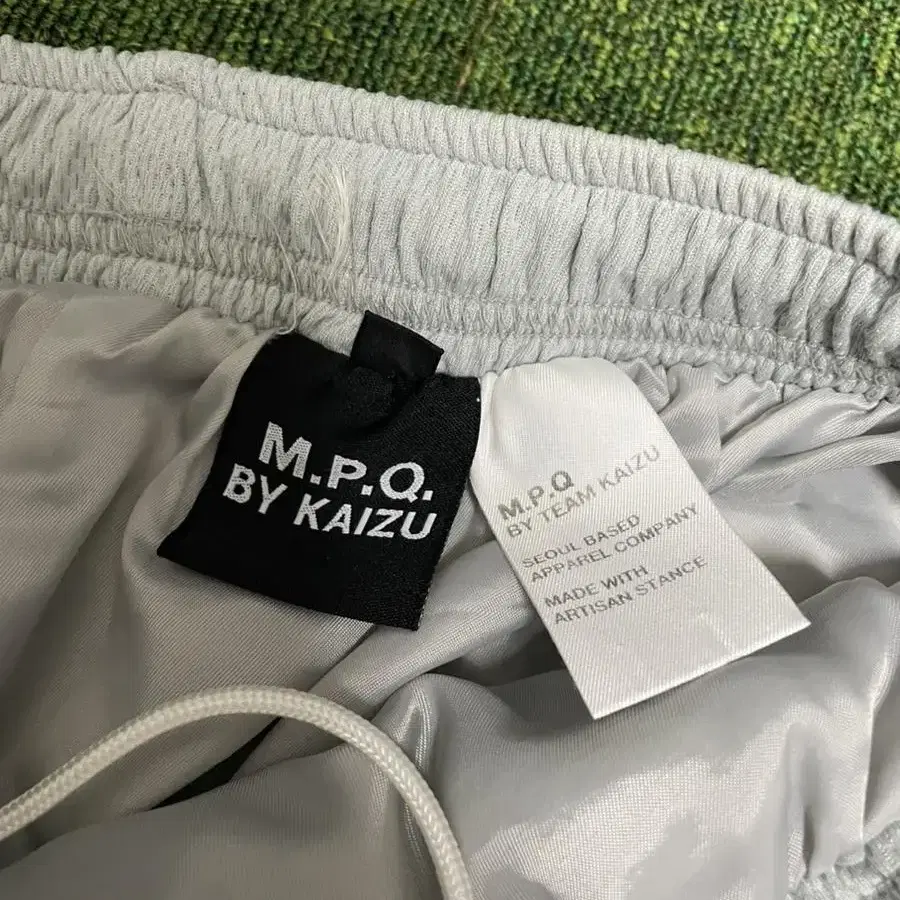 M.P.Q.
BY KAIZU
M.P.Q
BY TEAM KAIZU
SEOUL BASED
APPAREL COMPANY
MADE WITH
ARTISAN STANCE